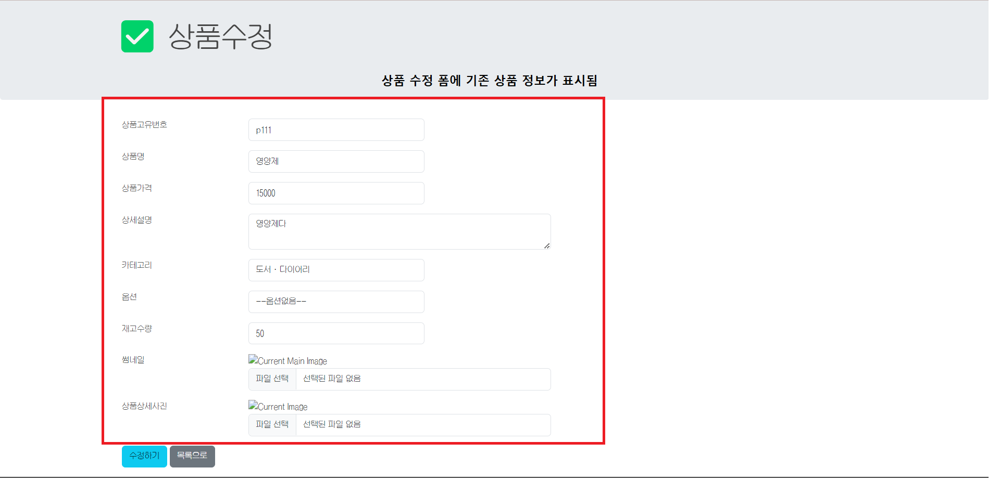 상품수정
상품 수정 폼에 기존 상품 정보가 표시됨
상품고유번호 p111
상품명 영양제
상품가격 15000
상세설명 영양제다
카테고리 도서 · 다이어리
옵션 --옵션없음--
재고수량 50
썸네일 Current Main Image
파일 선택 선택된 파일 없음
상품상세사진 Current Image
파일 선택 선택된 파일 없음
수정하기 목록으로